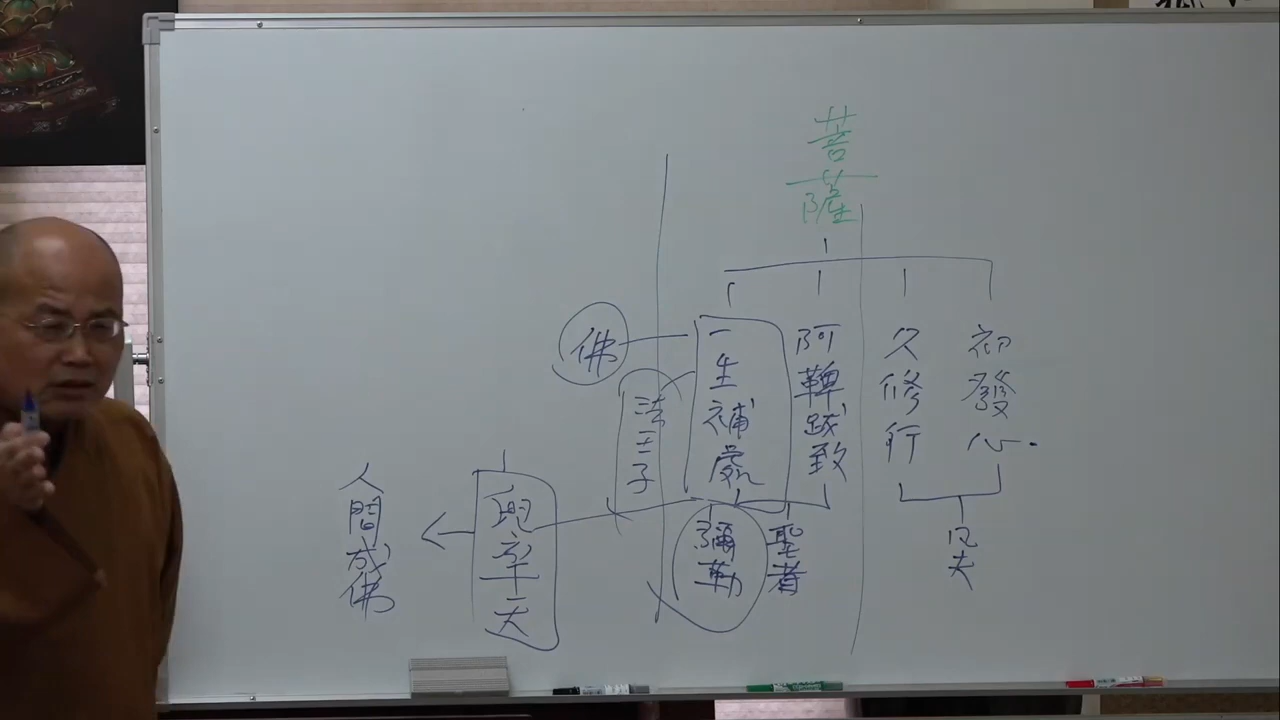 菩薩
初發心
久修行
阿鞞跋致
一生補處
佛
法王子
凡夫
聖者
彌勒
兜率天
人間成佛